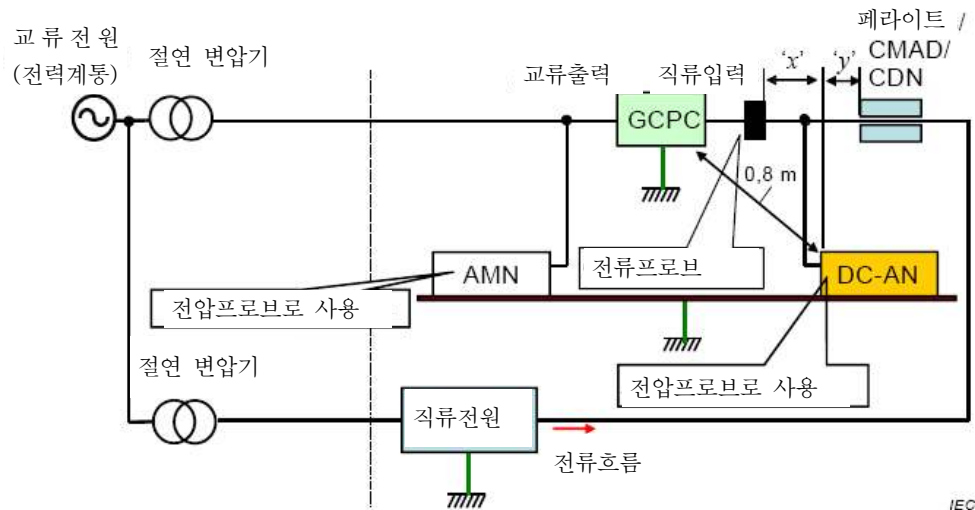 교류전원
(전력계통)
절연 변압기
페라이트 /
CMAD/
CDN
교류출력
직류입력
'x'
'y'
GCPC
0,8 m
AMN
전류프로브
DC-AN
전압프로브로 사용
절연 변압기
전압프로브로 사용
직류전원
전류흐름
IEC